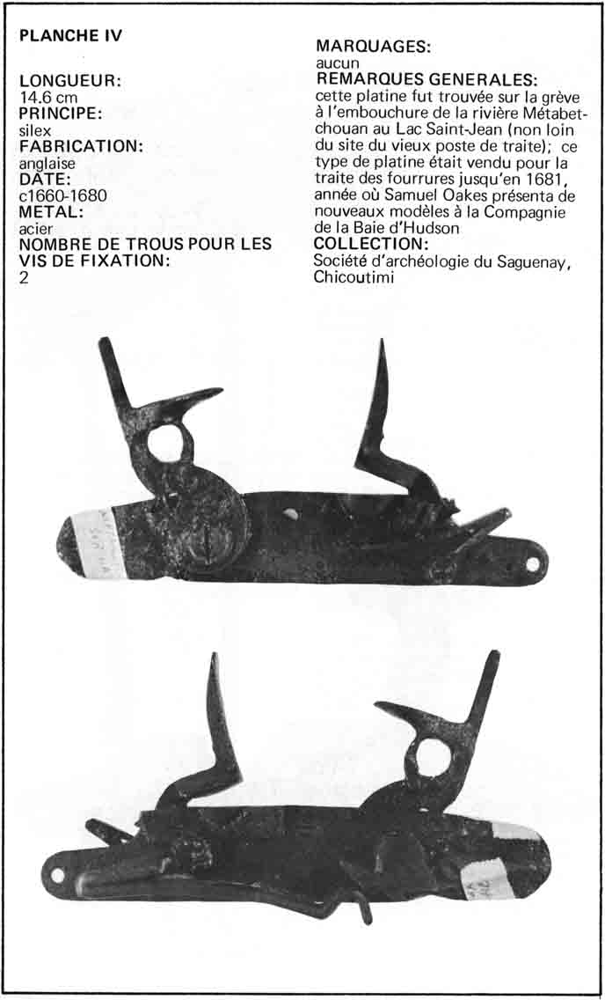 PLANCHE IV
LONGUEUR:
14.6 cm
PRINCIPE:
silex
FABRICATION:
anglaise
DATE:
c1660-1680
METAL:
acier
NOMBRE DE TROUS POUR LES
VIS DE FIXATION:
2
MARQUAGES:
aucun
REMARQUES GENERALES:
cette platine fut trouvée sur la grève
à l'embouchure de la rivière Métabet-
chouan au Lac Saint-Jean (non loin
du site du vieux poste de traite); ce
type de platine était vendu pour la
traite des fourrures jusqu'en 1681,
année où Samuel Oakes présenta de
nouveaux modèles à la Compagnie
de la Baie d'Hudson
COLLECTION:
Société d'archéologie du Saguenay,
Chicoutimi